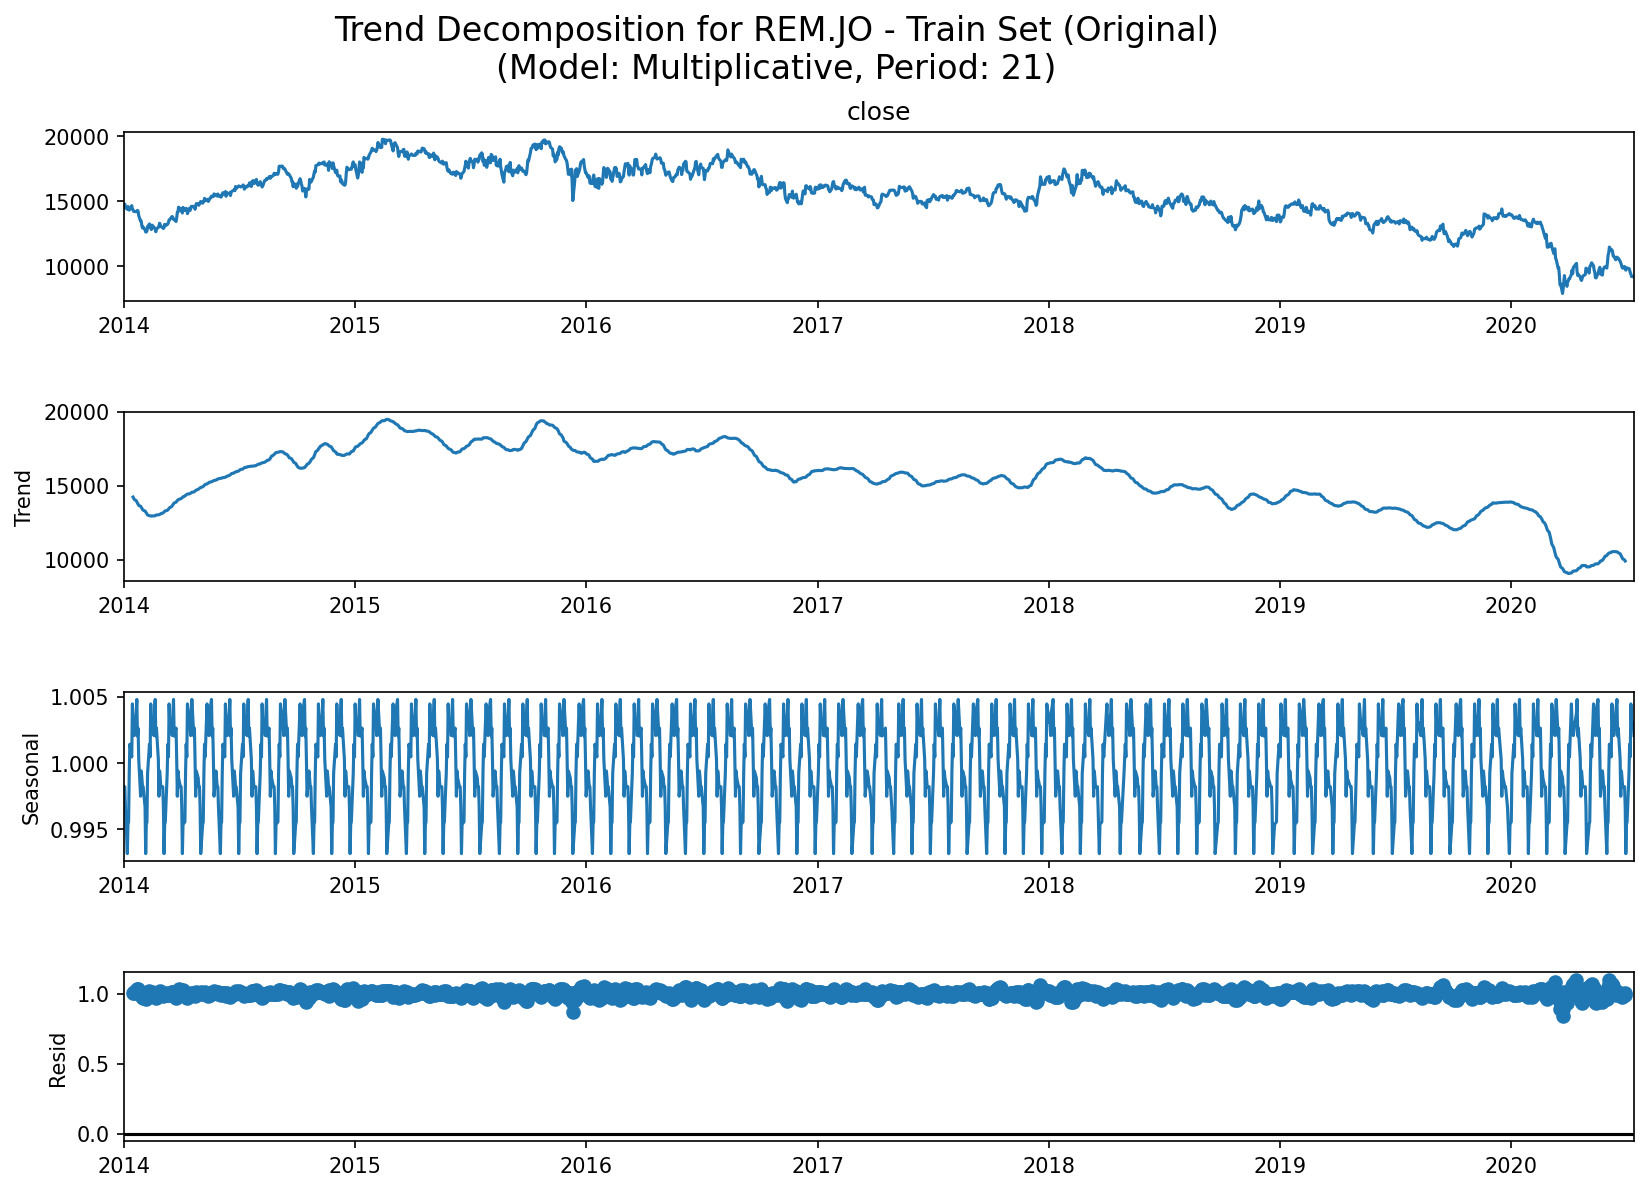 Trend Decomposition for REM.JO - Train Set (Original)
(Model: Multiplicative, Period: 21)
close
20000
15000
10000
2014 2015 2016 2017 2018 2019 2020
Trend
20000
15000
10000
2014 2015 2016 2017 2018 2019 2020
Seasonal
1.005
1.000
0.995
2014 2015 2016 2017 2018 2019 2020
Resid
1.0
0.5
0.0
2014 2015 2016 2017 2018 2019 2020